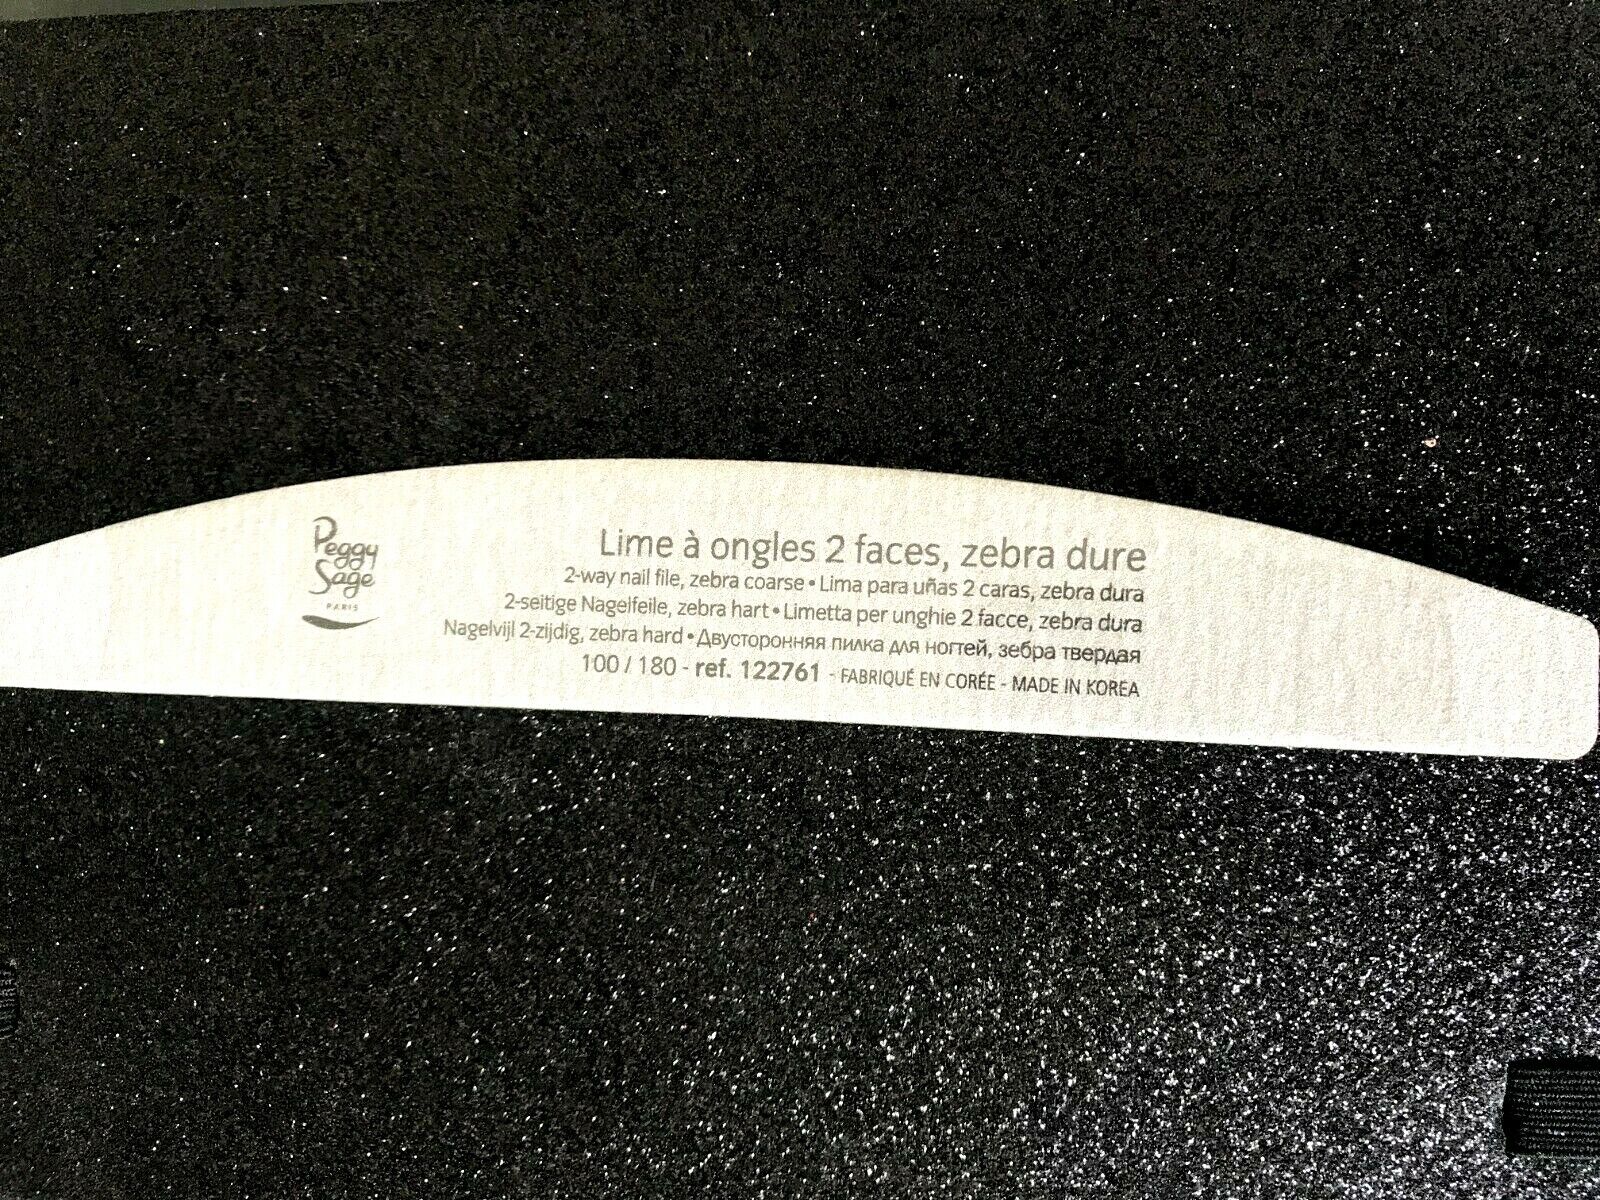 Peggy
Sage
PARIS
Lime à ongles 2 faces, zebra dure
2-way nail file, zebra coarse • Lima para uñas 2 caras, zebra dura
2-seitige Nagelfeile, zebra hart • Limetta per unghie 2 facce, zebra dura
Nagelvijl 2-zijdig, zebra hard • Двусторонняя пилка для ногтей, зебра твердая
100 / 180 - ref. 122761 - FABRIQUÉ EN CORÉE - MADE IN KOREA